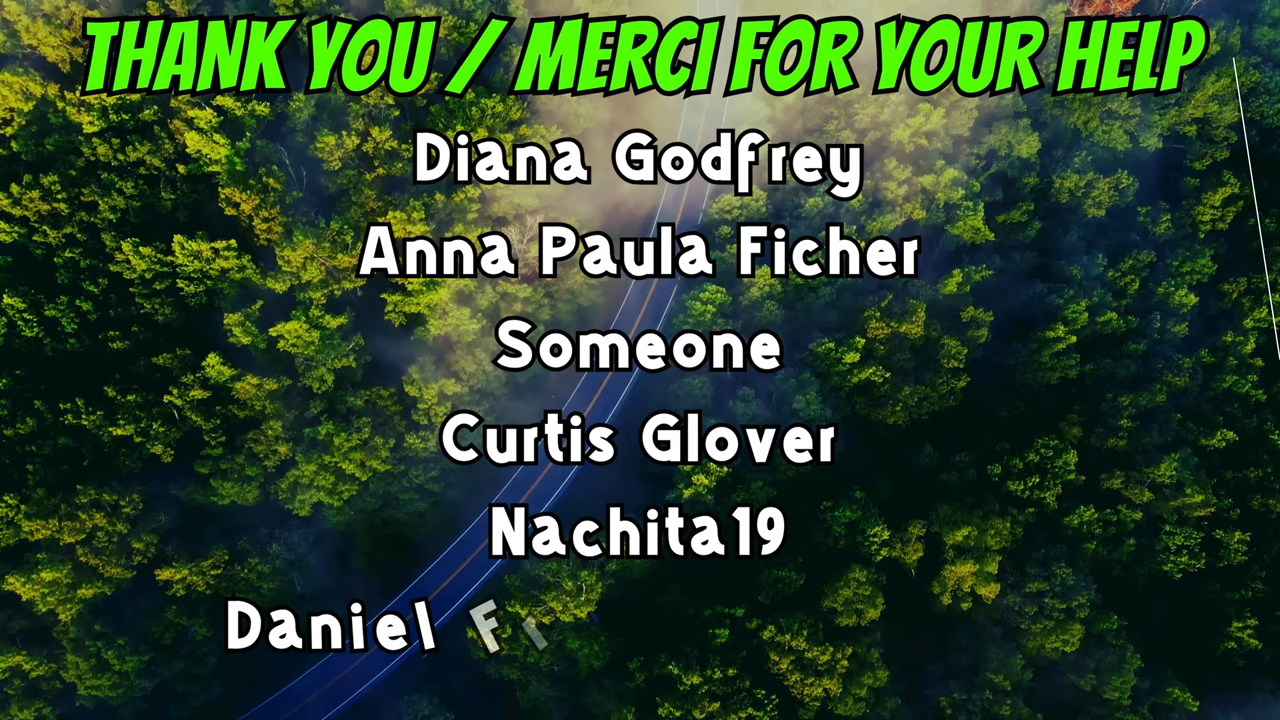 THANK YOU / MERCI FOR YOUR HELP
Diana Godfrey
Anna Paula Ficher
Someone
Curtis Glover
Nachita19
Daniel